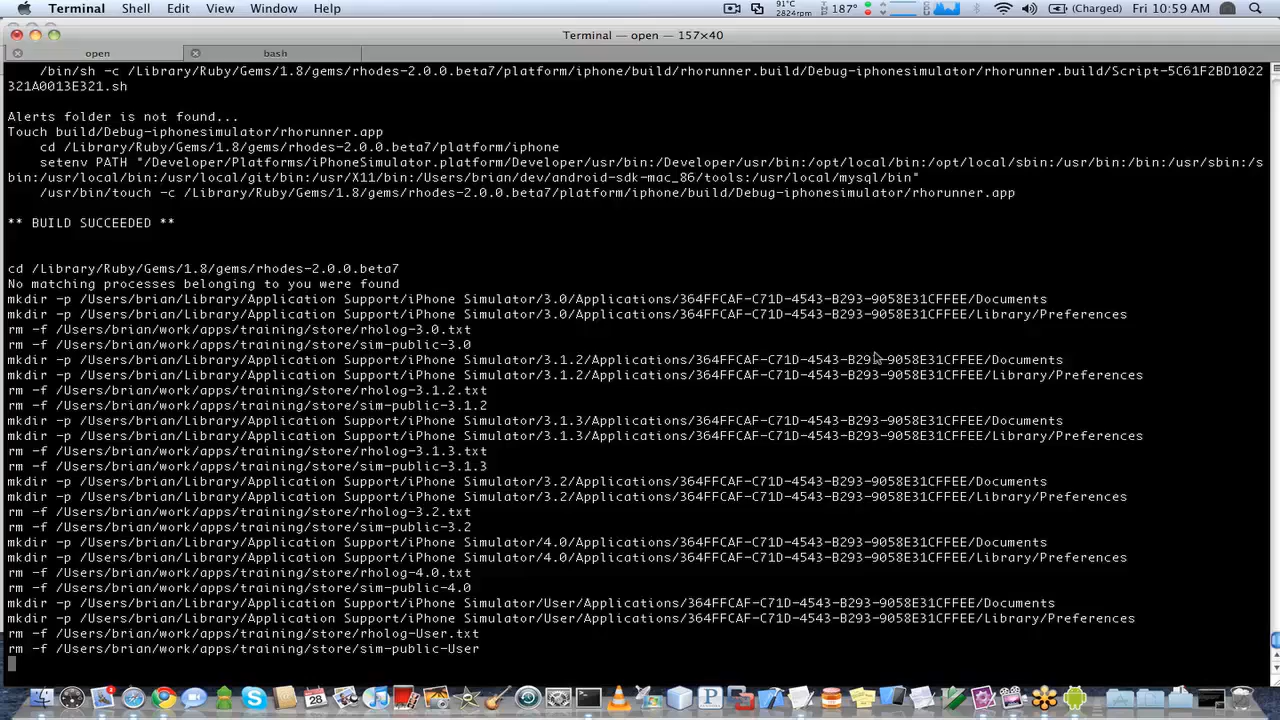 Terminal Shell Edit View Window Help 91°C 2824rpm 187° (Charged) Fri 10:59 AM
Terminal — open — 157×40
open bash
/bin/sh -c /Library/Ruby/Gems/1.8/gems/rhodes-2.0.0.beta7/platform/iphone/build/rhorunner.build/Debug-iphonesimulator/rhorunner.build/Script-5C61F2BD1022
321A0013E321.sh
Alerts folder is not found...
Touch build/Debug-iphonesimulator/rhorunner.app
cd /Library/Ruby/Gems/1.8/gems/rhodes-2.0.0.beta7/platform/iphone
setenv PATH "/Developer/Platforms/iPhoneSimulator.platform/Developer/usr/bin:/Developer/usr/bin:/opt/local/bin:/opt/local/sbin:/usr/bin:/bin:/usr/sbin:/s
bin:/usr/local/bin:/usr/local/git/bin:/usr/X11/bin:/Users/brian/dev/android-sdk-mac_86/tools:/usr/local/mysql/bin"
/usr/bin/touch -c /Library/Ruby/Gems/1.8/gems/rhodes-2.0.0.beta7/platform/iphone/build/Debug-iphonesimulator/rhorunner.app
** BUILD SUCCEEDED **
cd /Library/Ruby/Gems/1.8/gems/rhodes-2.0.0.beta7
No matching processes belonging to you were found
mkdir -p /Users/brian/Library/Application Support/iPhone Simulator/3.0/Applications/364FFCAF-C71D-4543-B293-9058E31CFFEE/Documents
mkdir -p /Users/brian/Library/Application Support/iPhone Simulator/3.0/Applications/364FFCAF-C71D-4543-B293-9058E31CFFEE/Library/Preferences
rm -f /Users/brian/work/apps/training/store/rholog-3.0.txt
rm -f /Users/brian/work/apps/training/store/sim-public-3.0
mkdir -p /Users/brian/Library/Application Support/iPhone Simulator/3.1.2/Applications/364FFCAF-C71D-4543-B293-9058E31CFFEE/Documents
mkdir -p /Users/brian/Library/Application Support/iPhone Simulator/3.1.2/Applications/364FFCAF-C71D-4543-B293-9058E31CFFEE/Library/Preferences
rm -f /Users/brian/work/apps/training/store/rholog-3.1.2.txt
rm -f /Users/brian/work/apps/training/store/sim-public-3.1.2
mkdir -p /Users/brian/Library/Application Support/iPhone Simulator/3.1.3/Applications/364FFCAF-C71D-4543-B293-9058E31CFFEE/Documents
mkdir -p /Users/brian/Library/Application Support/iPhone Simulator/3.1.3/Applications/364FFCAF-C71D-4543-B293-9058E31CFFEE/Library/Preferences
rm -f /Users/brian/work/apps/training/store/rholog-3.1.3.txt
rm -f /Users/brian/work/apps/training/store/sim-public-3.1.3
mkdir -p /Users/brian/Library/Application Support/iPhone Simulator/3.2/Applications/364FFCAF-C71D-4543-B293-9058E31CFFEE/Documents
mkdir -p /Users/brian/Library/Application Support/iPhone Simulator/3.2/Applications/364FFCAF-C71D-4543-B293-9058E31CFFEE/Library/Preferences
rm -f /Users/brian/work/apps/training/store/rholog-3.2.txt
rm -f /Users/brian/work/apps/training/store/sim-public-3.2
mkdir -p /Users/brian/Library/Application Support/iPhone Simulator/4.0/Applications/364FFCAF-C71D-4543-B293-9058E31CFFEE/Documents
mkdir -p /Users/brian/Library/Application Support/iPhone Simulator/4.0/Applications/364FFCAF-C71D-4543-B293-9058E31CFFEE/Library/Preferences
rm -f /Users/brian/work/apps/training/store/rholog-4.0.txt
rm -f /Users/brian/work/apps/training/store/sim-public-4.0
mkdir -p /Users/brian/Library/Application Support/iPhone Simulator/User/Applications/364FFCAF-C71D-4543-B293-9058E31CFFEE/Documents
mkdir -p /Users/brian/Library/Application Support/iPhone Simulator/User/Applications/364FFCAF-C71D-4543-B293-9058E31CFFEE/Library/Preferences
rm -f /Users/brian/work/apps/training/store/rholog-User.txt
rm -f /Users/brian/work/apps/training/store/sim-public-User
28